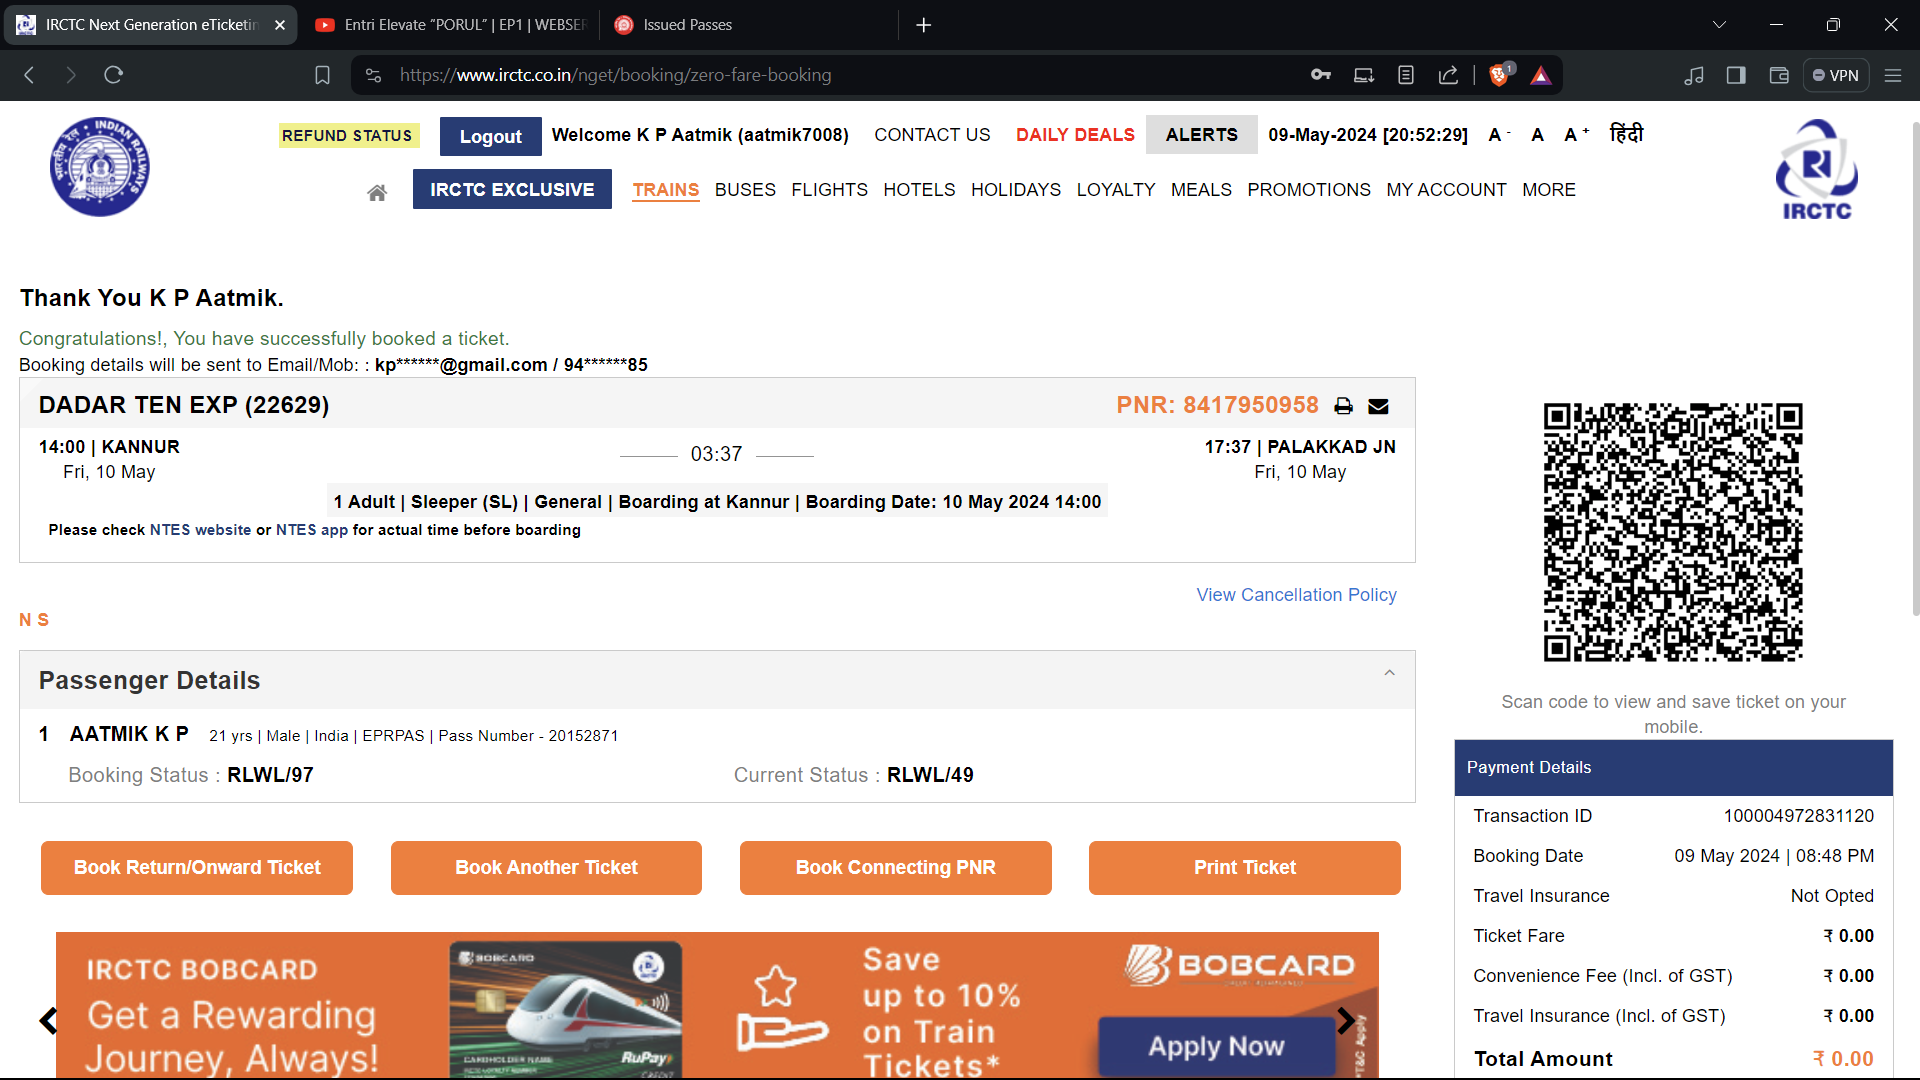 IRCTC Next Generation eTicketin
Entri Elevate "PORUL" | EP1 | WEBSER
Issued Passes
https://www.irctc.co.in/nget/booking/zero-fare-booking
1
VPN
REFUND STATUS
Logout
Welcome K P Aatmik (aatmik7008)
CONTACT US
DAILY DEALS
ALERTS
09-May-2024 [20:52:29]
A -
A
A +
हिंदी
IRCTC EXCLUSIVE
TRAINS
BUSES
FLIGHTS
HOTELS
HOLIDAYS
LOYALTY
MEALS
PROMOTIONS
MY ACCOUNT
MORE
INDIAN RAILWAYS
भारतीय रेल
IRCTC
Thank You K P Aatmik.
Congratulations!, You have successfully booked a ticket.
Booking details will be sent to Email/Mob: : kp******@gmail.com / 94******85
DADAR TEN EXP (22629)
PNR: 8417950958
14:00 | KANNUR
03:37
17:37 | PALAKKAD JN
Fri, 10 May
Fri, 10 May
1 Adult | Sleeper (SL) | General | Boarding at Kannur | Boarding Date: 10 May 2024 14:00
Please check NTES website or NTES app for actual time before boarding
View Cancellation Policy
N S
Passenger Details
1 AATMIK K P 21 yrs | Male | India | EPRPAS | Pass Number - 20152871
Booking Status : RLWL/97
Current Status : RLWL/49
Book Return/Onward Ticket
Book Another Ticket
Book Connecting PNR
Print Ticket
IRCTC BOBCARD
Get a Rewarding
Journey, Always!
BOBCARD
CARDHOLDER NAME
RuPay
CREDIT
Save
up to 10%
on Train
Tickets*
BOBCARD
Apply Now
*T&C Apply
Scan code to view and save ticket on your
mobile.
Payment Details
Transaction ID 100004972831120
Booking Date 09 May 2024 | 08:48 PM
Travel Insurance Not Opted
Ticket Fare ₹ 0.00
Convenience Fee (Incl. of GST) ₹ 0.00
Travel Insurance (Incl. of GST) ₹ 0.00
Total Amount ₹ 0.00